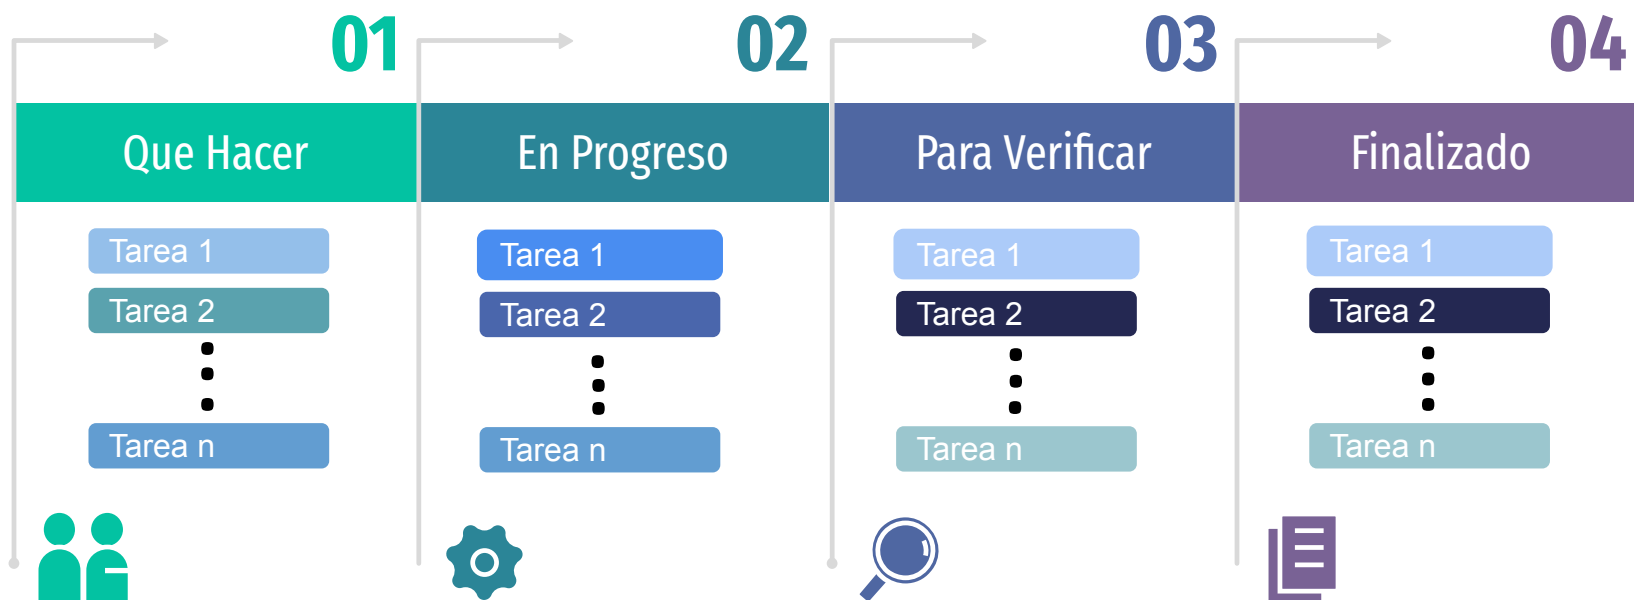 01
Que Hacer
Tarea 1
Tarea 2
Tarea n
02
En Progreso
Tarea 1
Tarea 2
Tarea n
03
Para Verificar
Tarea 1
Tarea 2
Tarea n
04
Finalizado
Tarea 1
Tarea 2
Tarea n